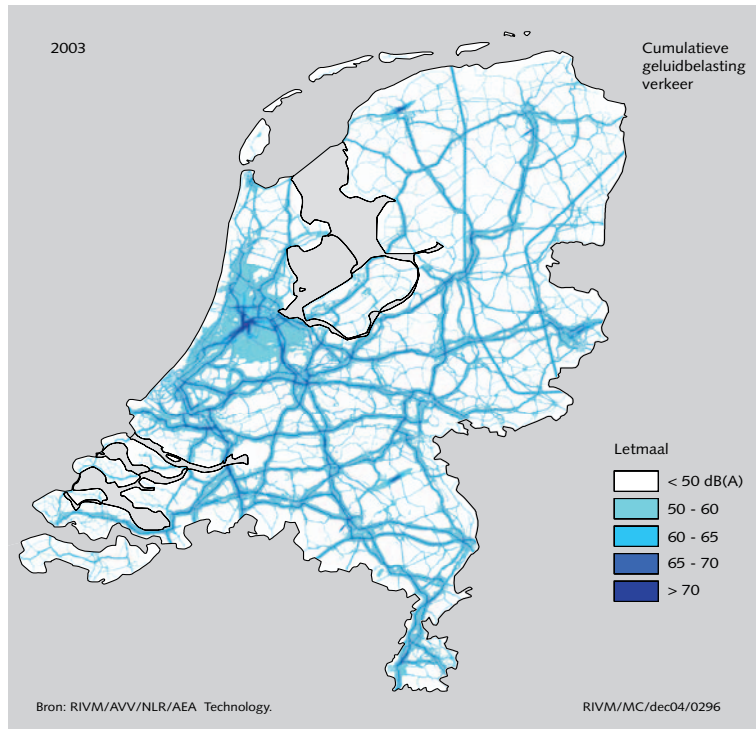 2003
Cumulatieve
geluidbelasting
verkeer
Letmaal
< 50 dB(A)
50 - 60
60 - 65
65 - 70
> 70
Bron: RIVM/AVV/NLR/AEA Technology.
RIVM/MC/dec04/0296